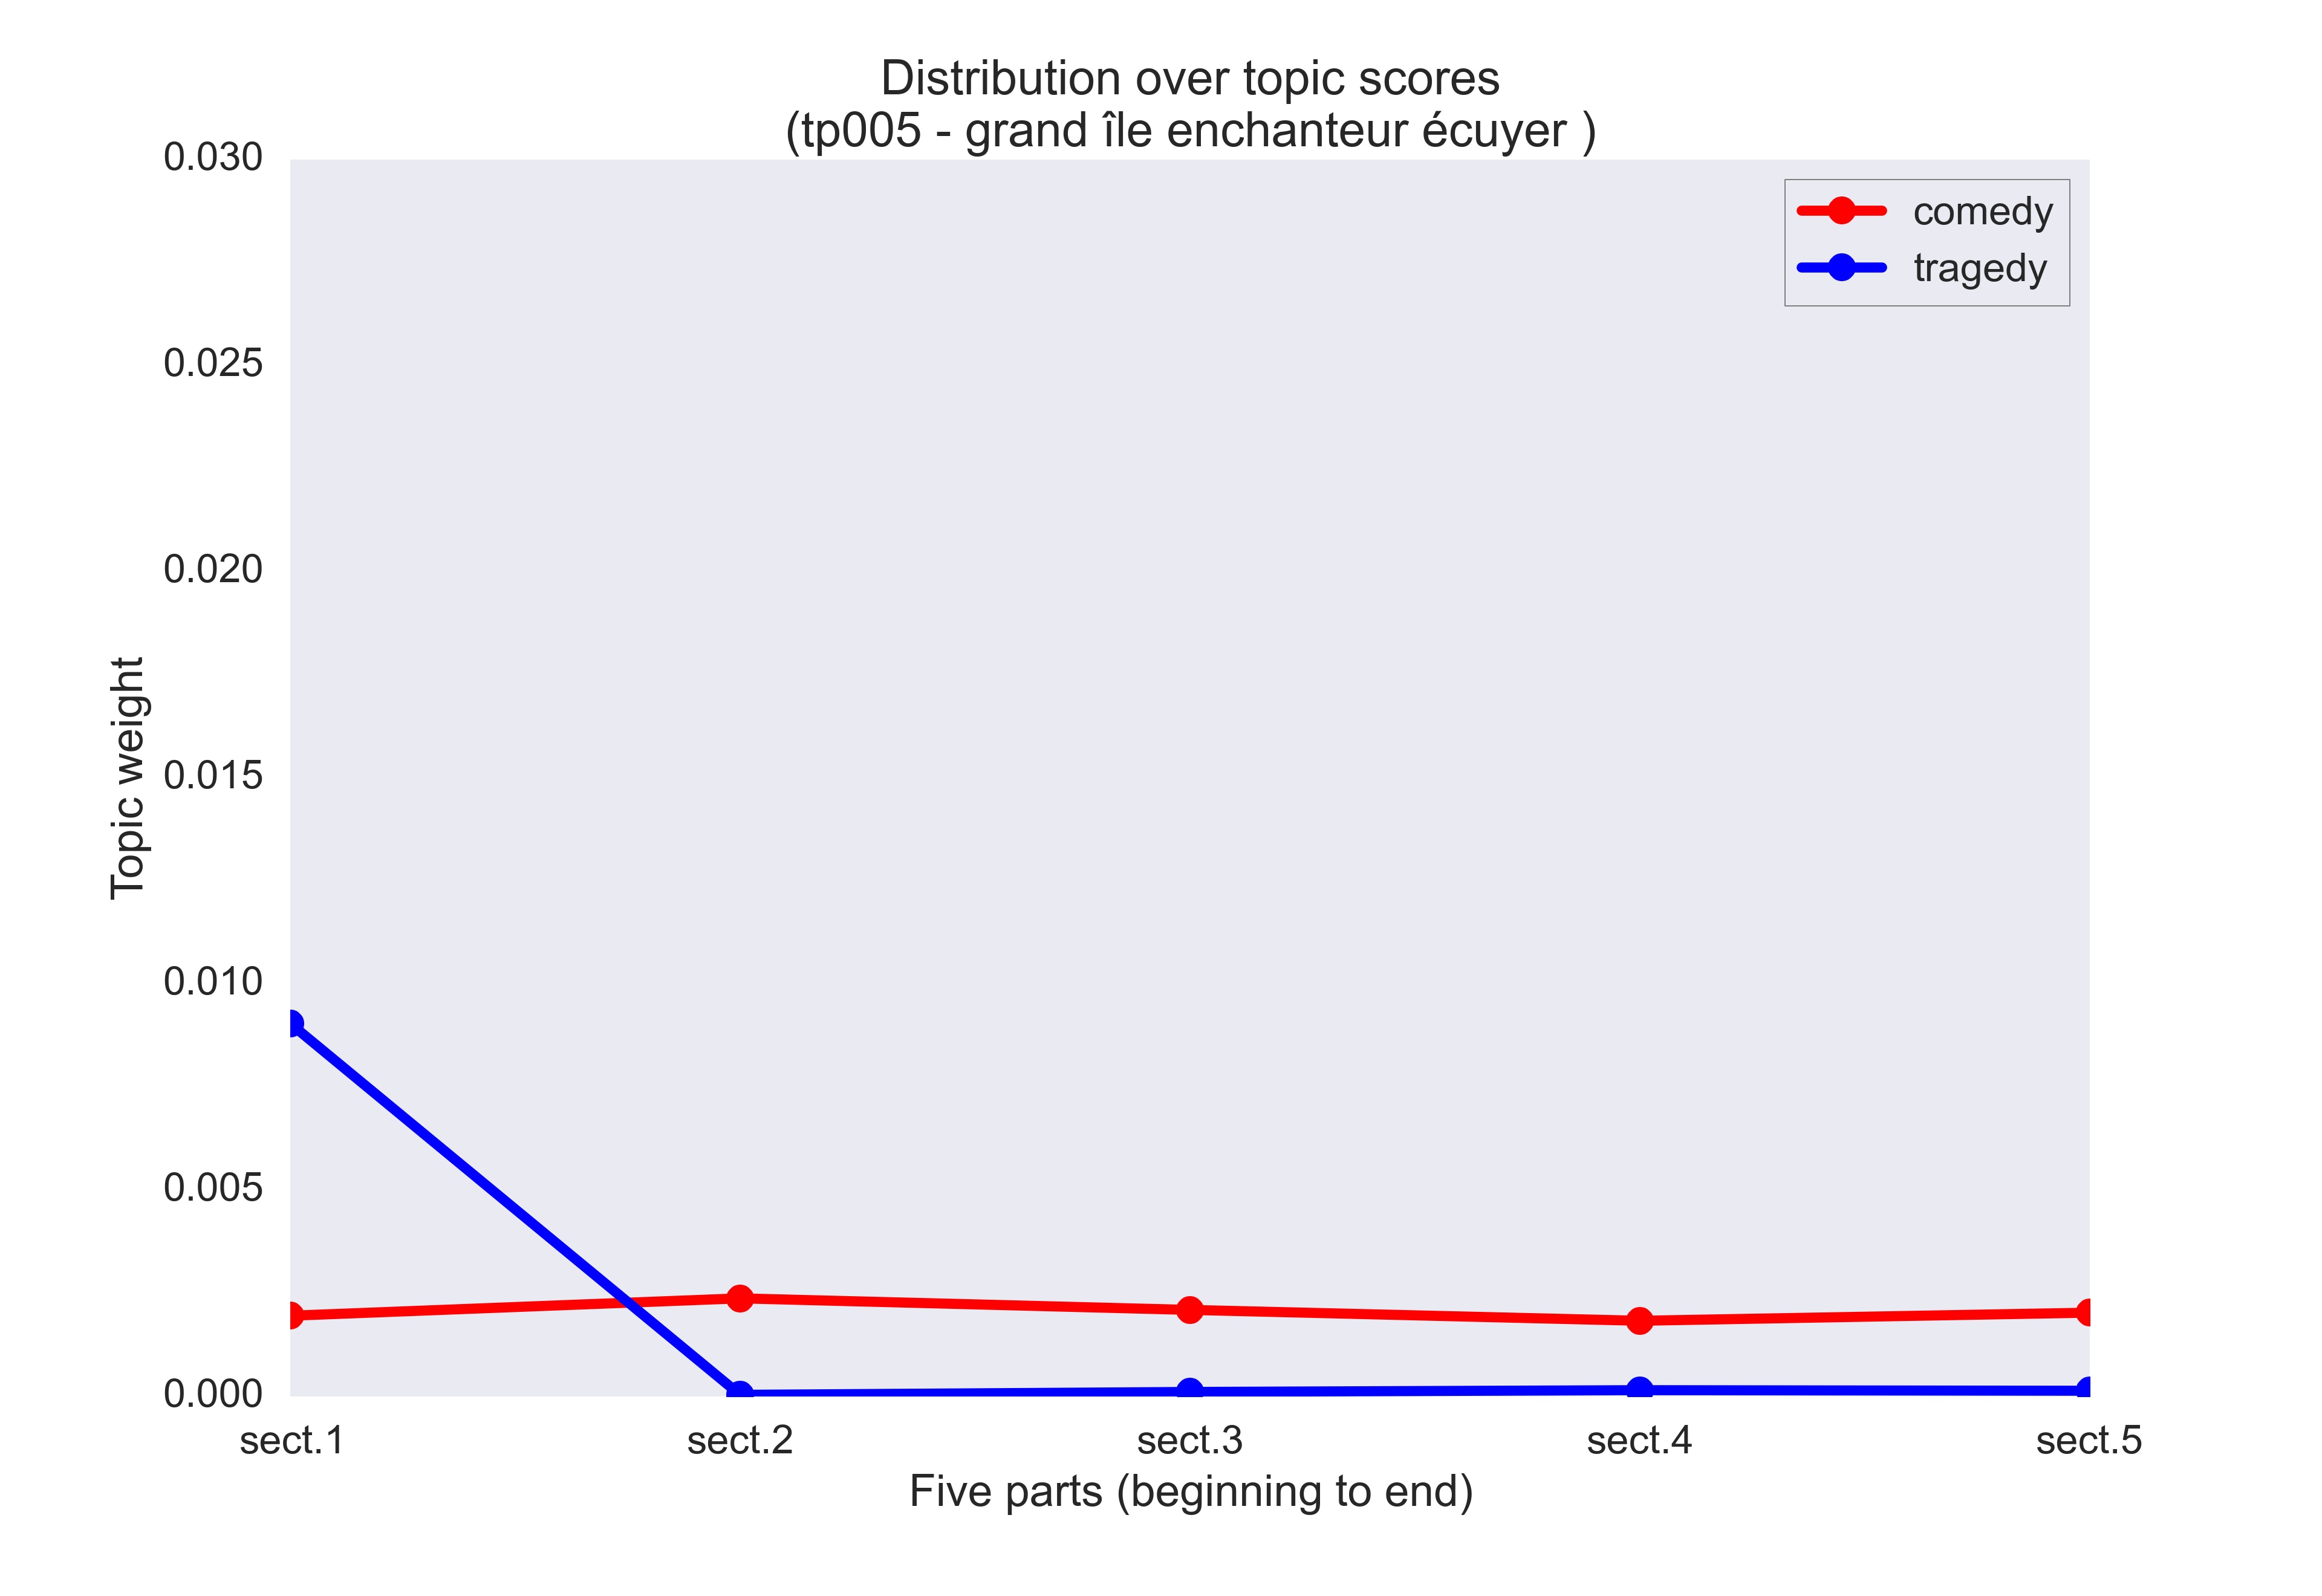 Distribution over topic scores
(tp005 - grand île enchanteur écuyer )
comedy
tragedy
Topic weight
0.030
0.025
0.020
0.015
0.010
0.005
0.000
sect.1 sect.2 sect.3 sect.4 sect.5
Five parts (beginning to end)